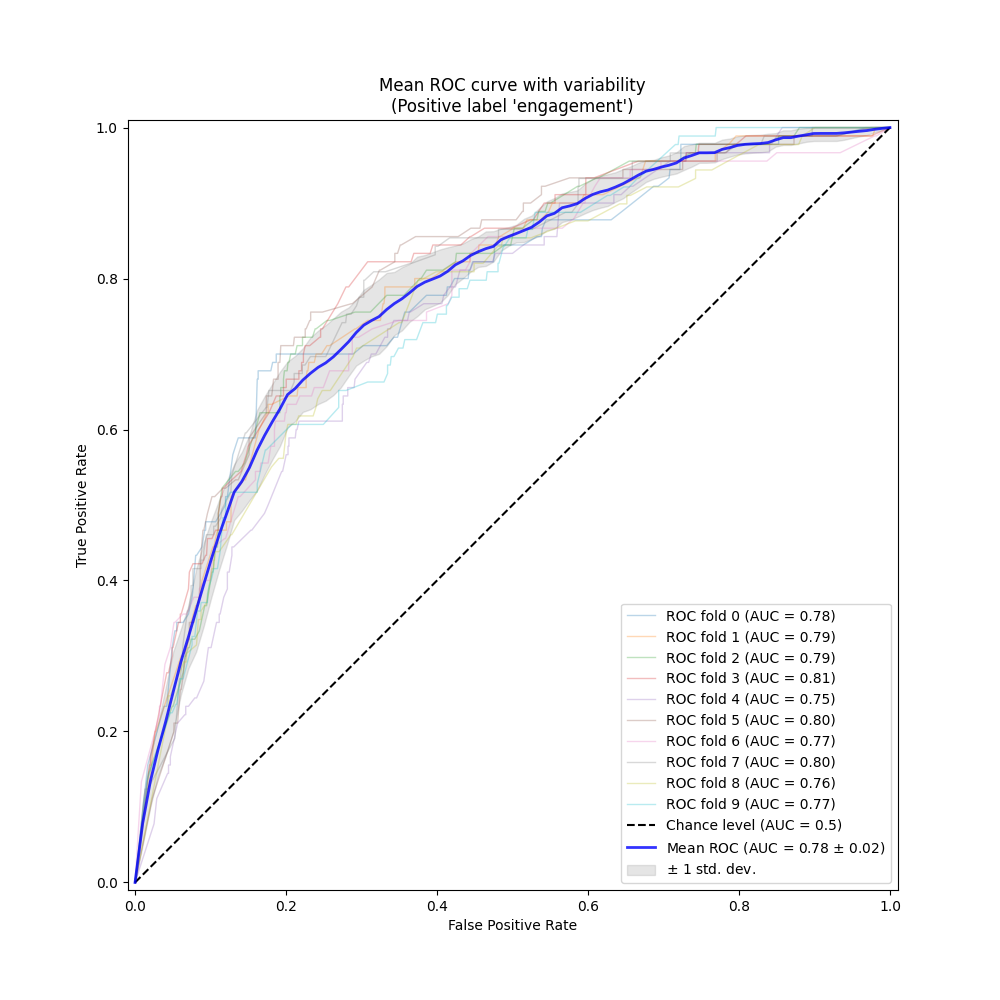 Mean ROC curve with variability
(Positive label 'engagement')
True Positive Rate
1.0
0.8
0.6
0.4
0.2
0.0
ROC fold 0 (AUC = 0.78)
ROC fold 1 (AUC = 0.79)
ROC fold 2 (AUC = 0.79)
ROC fold 3 (AUC = 0.81)
ROC fold 4 (AUC = 0.75)
ROC fold 5 (AUC = 0.80)
ROC fold 6 (AUC = 0.77)
ROC fold 7 (AUC = 0.80)
ROC fold 8 (AUC = 0.76)
ROC fold 9 (AUC = 0.77)
Chance level (AUC = 0.5)
Mean ROC (AUC = 0.78 ± 0.02)
± 1 std. dev.
0.0 0.2 0.4 0.6 0.8 1.0
False Positive Rate